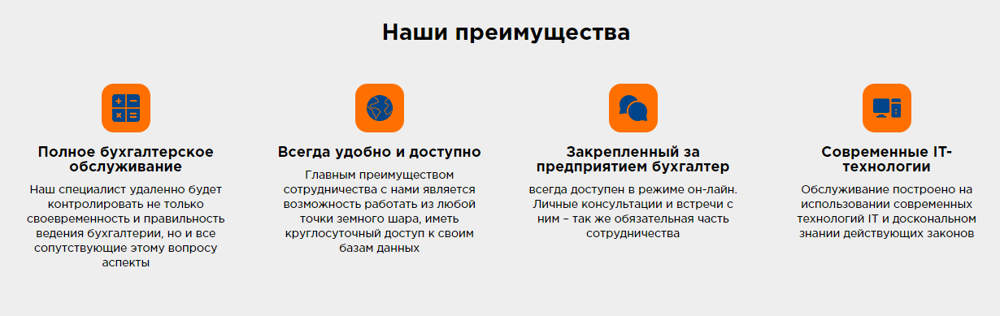 Наши преимущества
Полное бухгалтерское
обслуживание
Наш специалист удаленно будет
контролировать не только
своевременность и правильность
ведения бухгалтерии, но и все
сопутствующие этому вопросу
аспекты
Всегда удобно и доступно
Главным преимуществом
сотрудничества с нами является
возможность работать из любой
точки земного шара, иметь
круглосуточный доступ к своим
базам данных
Закрепленный за
предприятием бухгалтер
всегда доступен в режиме он-лайн.
Личные консультации и встречи с
ним – так же обязательная часть
сотрудничества
Современные IT-
технологии
Обслуживание построено на
использовании современных
технологий IT и доскональном
знании действующих законов